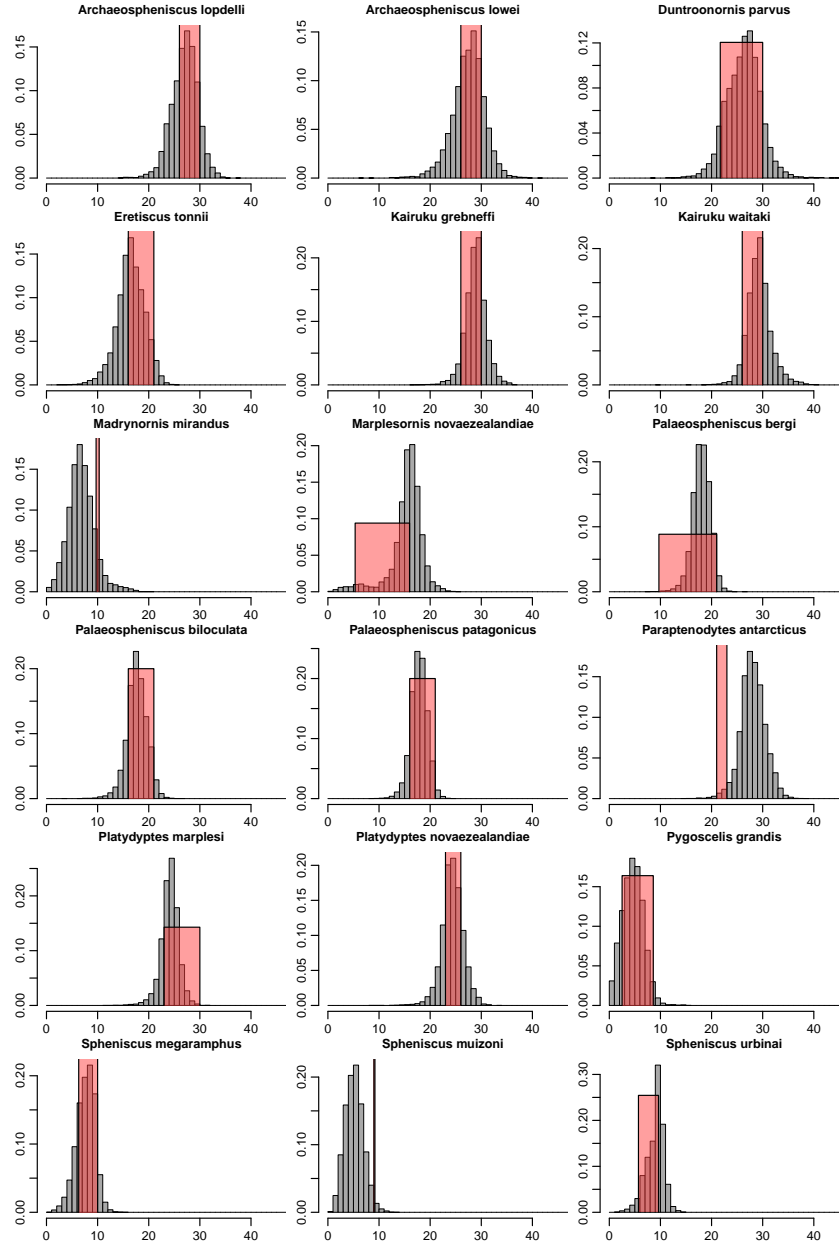 Archaeospheniscus lopdelli
0.00 0.05 0.10 0.15
0 10 20 30 40
Archaeospheniscus lowei
0.00 0.05 0.10 0.15
0 10 20 30 40
Duntroonornis parvus
0.00 0.04 0.08 0.12
0 10 20 30 40
Eretiscus tonnii
0.00 0.05 0.10 0.15
0 10 20 30 40
Kairuku grebneffi
0.00 0.10 0.20
0 10 20 30 40
Kairuku waitaki
0.00 0.10 0.20
0 10 20 30 40
Madrynornis mirandus
0.00 0.05 0.10 0.15
0 10 20 30 40
Marplesornis novaezealandiae
0.00 0.05 0.10 0.15 0.20
0 10 20 30 40
Palaeospheniscus bergi
0.00 0.10 0.20
0 10 20 30 40
Palaeospheniscus biloculata
0.00 0.10 0.20
0 10 20 30 40
Palaeospheniscus patagonicus
0.00 0.10 0.20
0 10 20 30 40
Paraptenodytes antarcticus
0.00 0.05 0.10 0.15
0 10 20 30 40
Platydyptes marplesi
0.00 0.10 0.20
0 10 20 30 40
Platydyptes novaezealandiae
0.00 0.05 0.10 0.15 0.20
0 10 20 30 40
Pygoscelis grandis
0.00 0.05 0.10 0.15
0 10 20 30 40
Spheniscus megaramphus
0.00 0.10 0.20
0 10 20 30 40
Spheniscus muizoni
0.00 0.10 0.20
0 10 20 30 40
Spheniscus urbinai
0.00 0.10 0.20 0.30
0 10 20 30 40